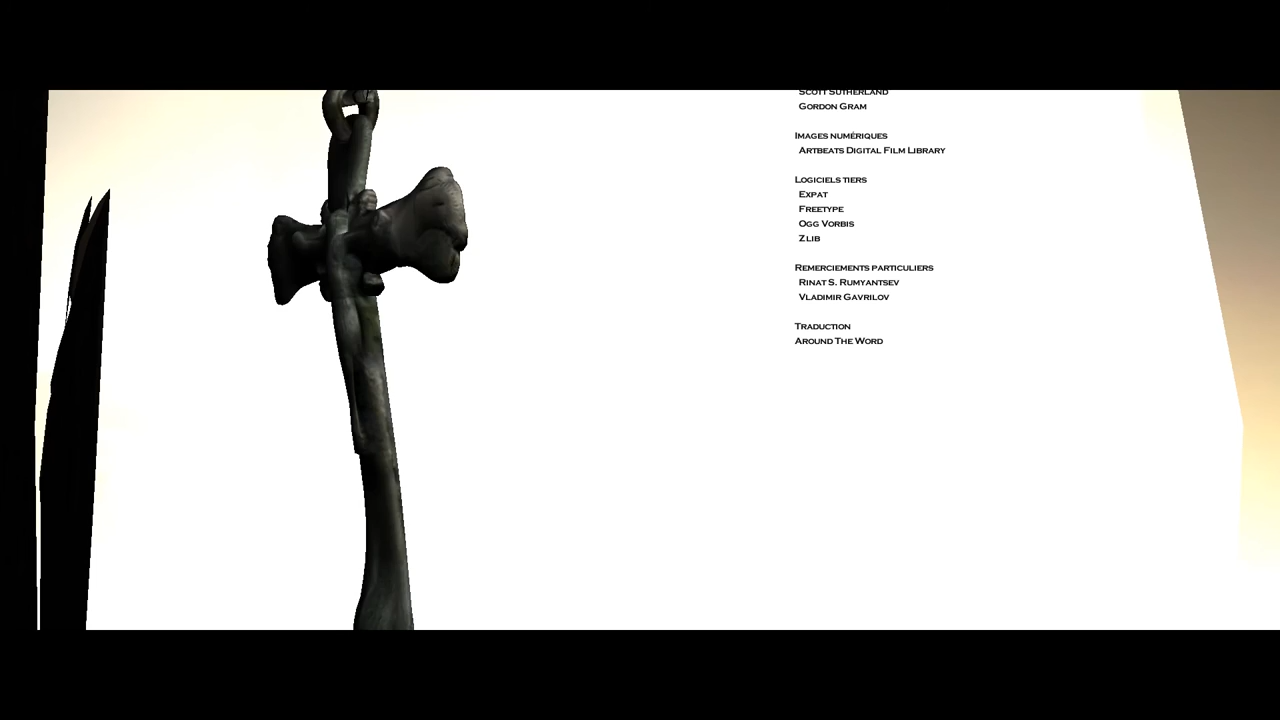 Scott Sutherland
Gordon Gram
Images numériques
Artbeats Digital Film Library
Logiciels tiers
Expat
Freetype
Ogg Vorbis
Zlib
Remerciements particuliers
Rinat S. Rumyantsev
Vladimir Gavrilov
Traduction
Around The Word